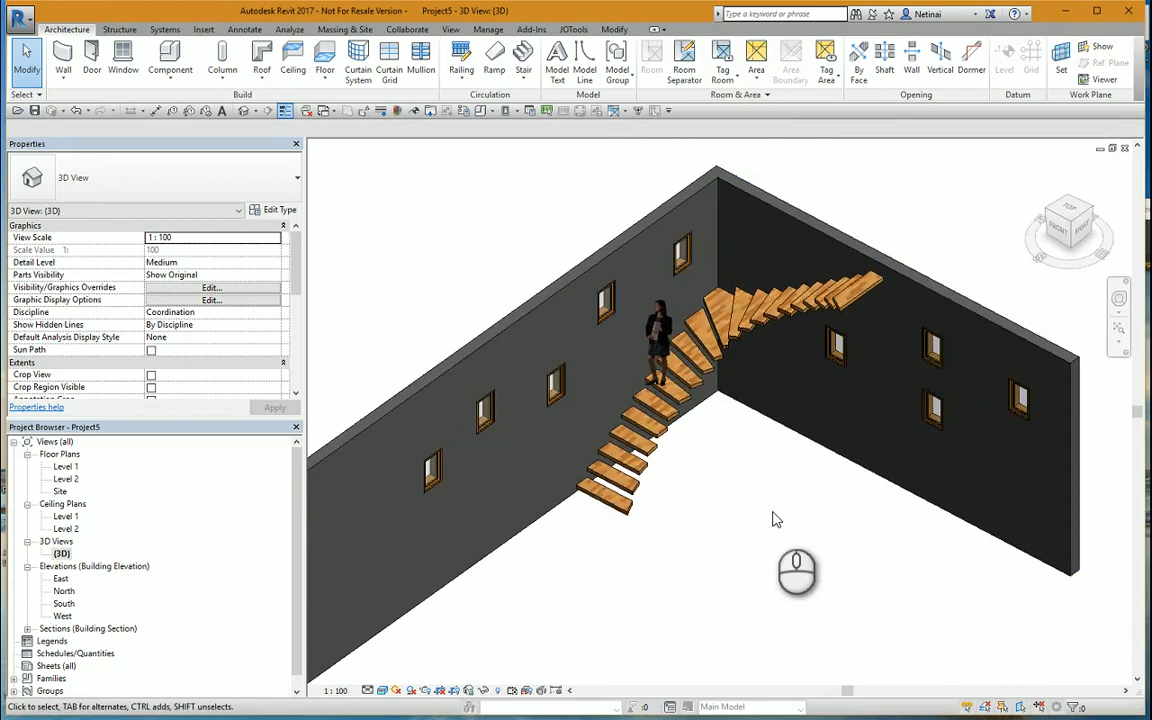 Autodesk Revit 2017 - Not For Resale Version - Project5 - 3D View: {3D}
Type a keyword or phrase
Netinai
Architecture Structure Systems Insert Annotate Analyze Massing & Site Collaborate View Manage Add-Ins JOTools Modify
Modify Wall Door Window Component Column Roof Ceiling Floor Curtain System Curtain Grid Mullion Railing Ramp Stair Model Text Model Line Model Group Room Room Separator Tag Room Area Area Boundary Tag Area By Face Shaft Wall Vertical Dormer Level Grid Set Show Ref Plane Viewer
Select Build Circulation Model Room & Area Opening Datum Work Plane
Properties
3D View
3D View: {3D} Edit Type
Graphics
View Scale 1 : 100
Scale Value 1: 100
Detail Level Medium
Parts Visibility Show Original
Visibility/Graphics Overrides Edit...
Graphic Display Options Edit...
Discipline Coordination
Show Hidden Lines By Discipline
Default Analysis Display Style None
Sun Path
Extents
Crop View
Crop Region Visible
Properties help Apply
Project Browser - Project5
Views (all)
Floor Plans
Level 1
Level 2
Site
Ceiling Plans
Level 1
Level 2
3D Views
{3D}
Elevations (Building Elevation)
East
North
South
West
Sections (Building Section)
Legends
Schedules/Quantities
Sheets (all)
Families
Groups
TOP
FRONT
RIGHT
1 : 100
Click to select, TAB for alternates, CTRL adds, SHIFT unselects.
:0
Main Model
:0